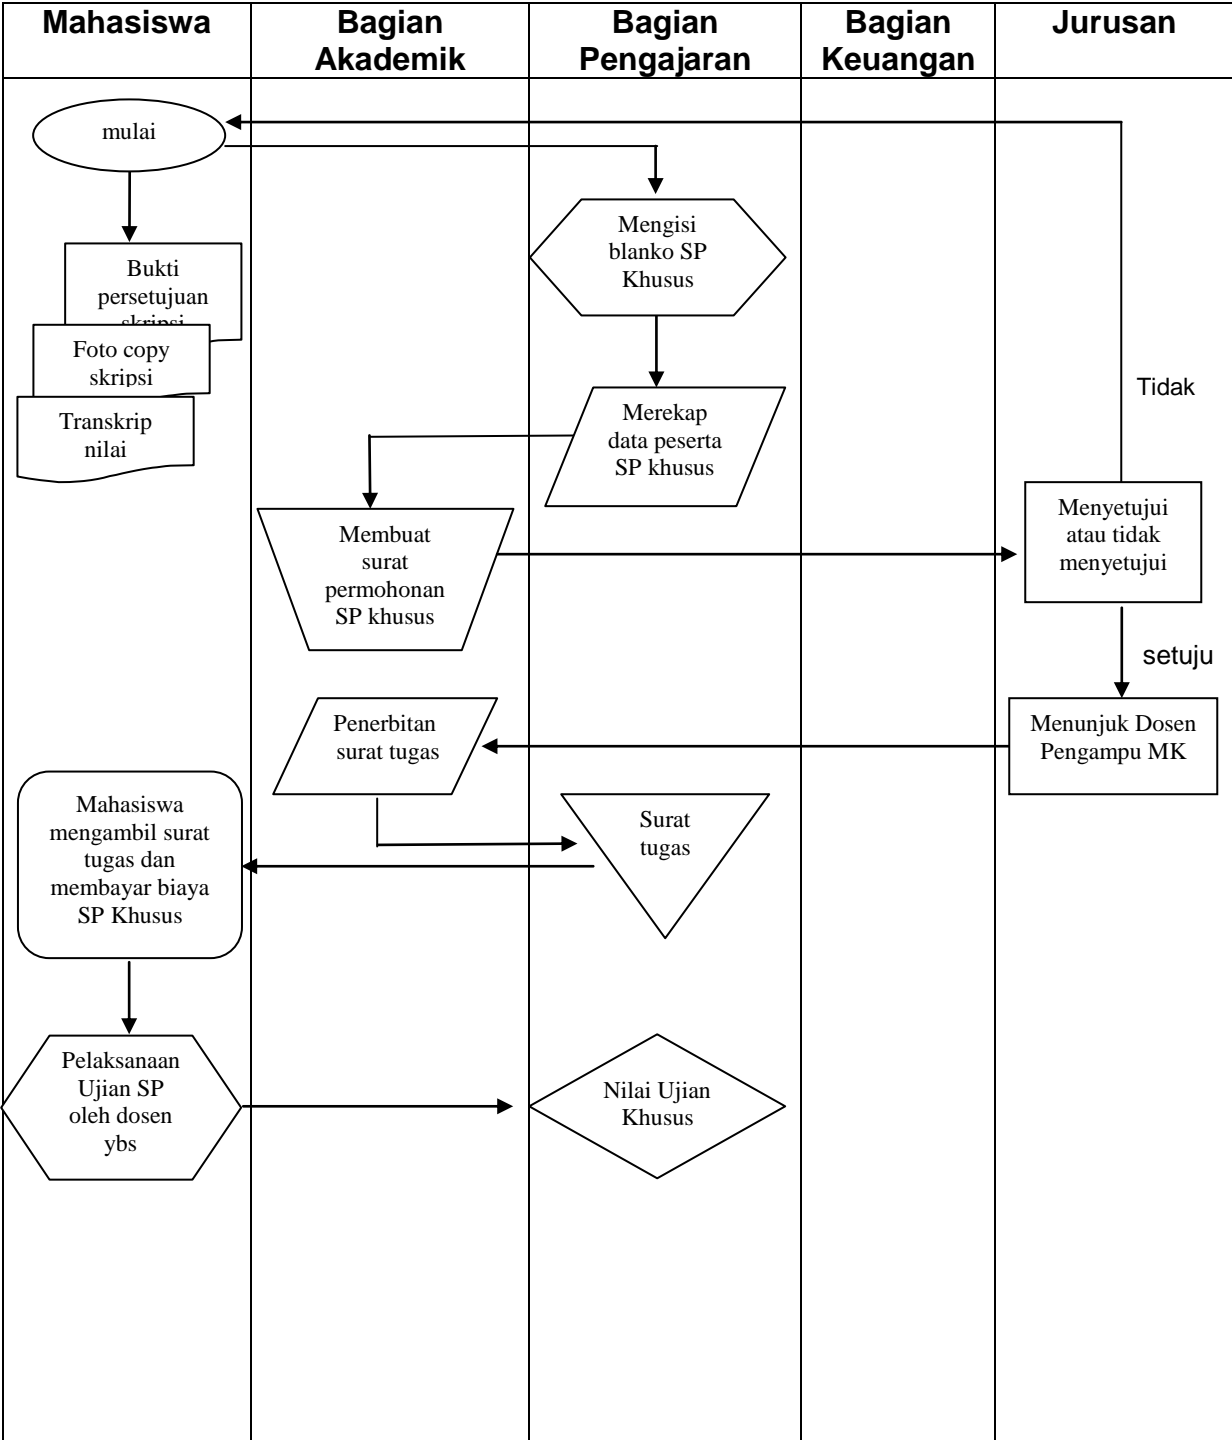 Mahasiswa
Bagian
Akademik
Bagian
Pengajaran
Bagian
Keuangan
Jurusan
mulai
Mengisi
blanko SP
Khusus
Bukti
persetujuan
skripsi
Foto copy
skripsi
Transkrip
nilai
Merekap
data peserta
SP khusus
Tidak
Membuat
surat
permohonan
SP khusus
Menyetujui
atau tidak
menyetujui
setuju
Menunjuk Dosen
Pengampu MK
Penerbitan
surat tugas
Surat
tugas
Mahasiswa
mengambil surat
tugas dan
membayar biaya
SP Khusus
Pelaksanaan
Ujian SP
oleh dosen
ybs
Nilai Ujian
Khusus